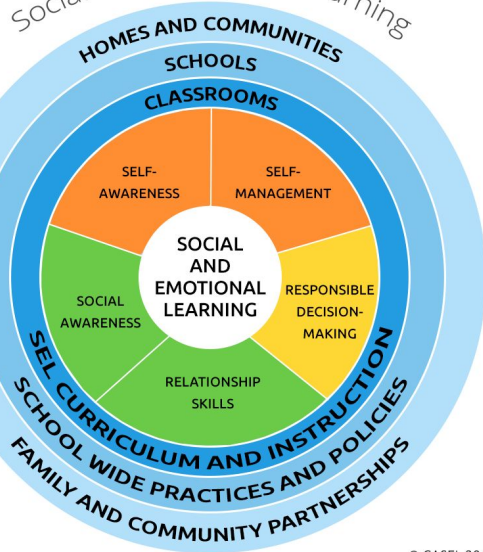 Social
HOMES AND COMMUNITIES
SCHOOLS
CLASSROOMS
SELF-
AWARENESS
SELF-
MANAGEMENT
SOCIAL
AND
EMOTIONAL
LEARNING
SOCIAL
AWARENESS
RESPONSIBLE
DECISION-
MAKING
RELATIONSHIP
SKILLS
SEL CURRICULUM AND INSTRUCTION
SCHOOL WIDE PRACTICES AND POLICIES
FAMILY AND COMMUNITY PARTNERSHIPS